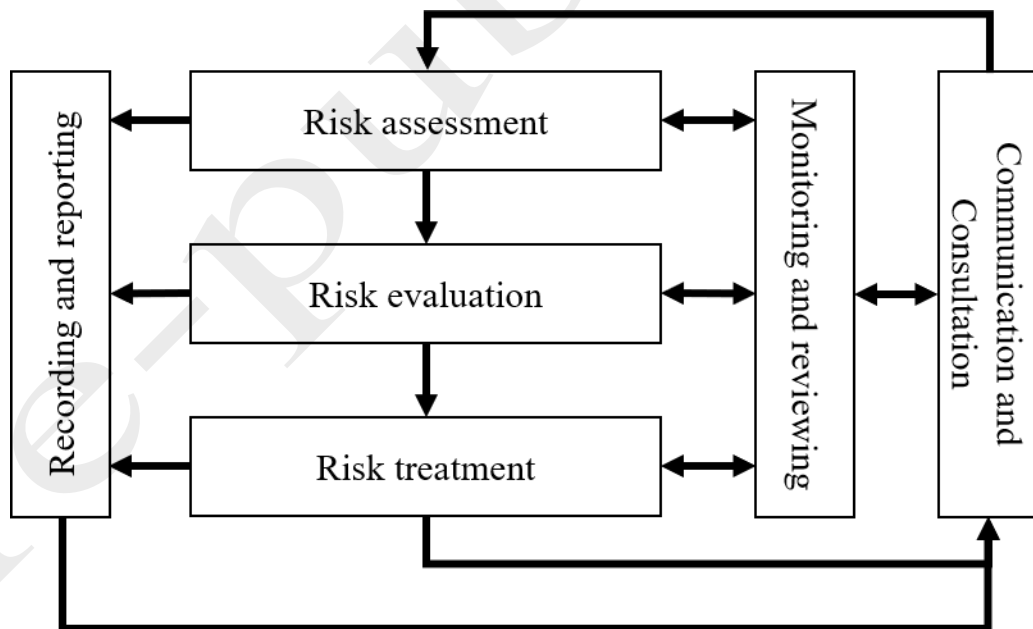 Recording and reporting
Risk assessment
Risk evaluation
Risk treatment
Monitoring and reviewing
Communication and
Consultation